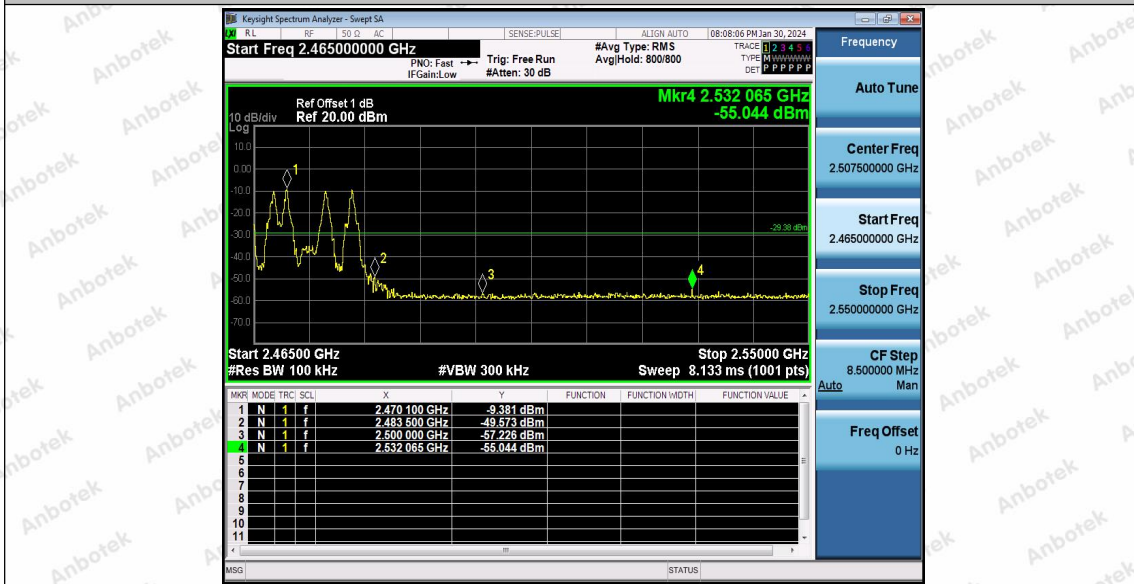 Keysight Spectrum Analyzer - Swept SA
LXI RL RF 50 Ω AC SENSE:PULSE ALIGN AUTO 08:08:06 PM Jan 30, 2024
Start Freq 2.465000000 GHz
PNO: Fast
IFGain:Low
Trig: Free Run
#Atten: 30 dB
#Avg Type: RMS
Avg|Hold: 800/800
TRACE 1 2 3 4 5 6
TYPE M WWWWW
DET P P P P P P
Frequency
Auto Tune
Center Freq
2.507500000 GHz
Start Freq
2.465000000 GHz
Stop Freq
2.550000000 GHz
CF Step
8.500000 MHz
Auto Man
Freq Offset
0 Hz
Mkr4 2.532 065 GHz
-55.044 dBm
Ref Offset 1 dB
10 dB/div Ref 20.00 dBm
Log
10.0
0.00
-10.0
-20.0
-30.0
-40.0
-50.0
-60.0
-70.0
1
2
3
4
-29.38 dBm
Start 2.46500 GHz Stop 2.55000 GHz
#Res BW 100 kHz #VBW 300 kHz Sweep 8.133 ms (1001 pts)
MKR MODE TRC SCL X Y FUNCTION FUNCTION WIDTH FUNCTION VALUE
1 N 1 f 2.470 100 GHz -9.381 dBm
2 N 1 f 2.483 500 GHz -49.573 dBm
3 N 1 f 2.500 000 GHz -57.226 dBm
4 N 1 f 2.532 065 GHz -55.044 dBm
5
6
7
8
9
10
11
MSG STATUS
Anbotek